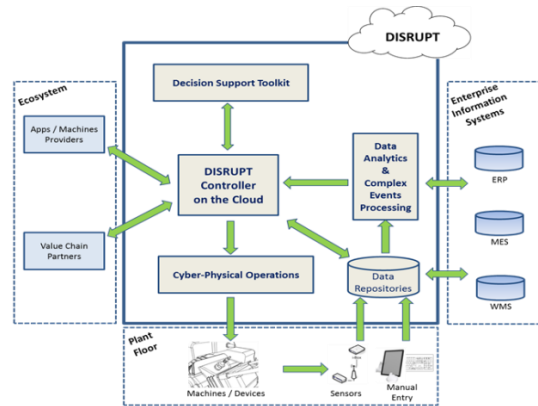 DISRUPT
Ecosystem
Enterprise
Information
Systems
Decision Support Toolkit
Apps / Machines
Providers
Data
Analytics
&
Complex
Events
Processing
DISRUPT
Controller
on the Cloud
ERP
MES
Value Chain
Partners
Cyber-Physical Operations
Data
Repositories
WMS
Plant
Floor
Machines / Devices
Sensors
Manual
Entry